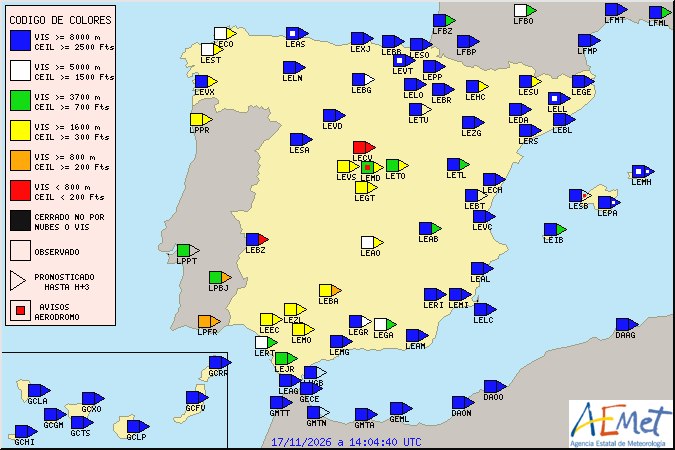 CODIGO DE COLORES
VIS >= 8000 m
CEIL >= 2500 Fts
VIS >= 5000 m
CEIL >= 1500 Fts
VIS >= 3700 m
CEIL >= 700 Fts
VIS >= 1600 m
CEIL >= 300 Fts
VIS >= 800 m
CEIL >= 200 Fts
VIS < 800 m
CEIL < 200 Fts
CERRADO NO POR
NUBES O VIS
OBSERVADO
PRONOSTICADO
HASTA H+3
AVISOS
AERODROMO
LFBO
LFMT
LFML
LFBZ
LECO
LEAS
LEXJ
LEBB
LESO
LFBP
LFMP
LEST
LEVT
LEPP
LELN
LEBG
LEVX
LELO
LEBR
LEHC
LESU
LEGE
LELL
LEVD
LETU
LEDA
LEBL
LPPR
LEZG
LERS
LESA
LECV
LEVS
LEMD
LETO
LETL
LEMH
LEGT
LECH
LEBT
LESB
LEPA
LEVC
LEBZ
LEAB
LEIB
LEAO
LPPT
LEAL
LPBJ
LEBA
LERI
LEMI
LEZL
LELC
LPFR
LEEC
LEMO
LEGR
LEGA
DAAG
LERT
LEMG
LEAM
LEJR
GCRR
LEAG
GECE
DAOO
GCLA
GCXO
GCFV
GMTT
DAON
GCGM
GCTS
GMTN
GMTA
GEML
GCHI
GCLP
17/11/2026 a 14:04:40 UTC
AEMet
Agencia Estatal de Meteorología